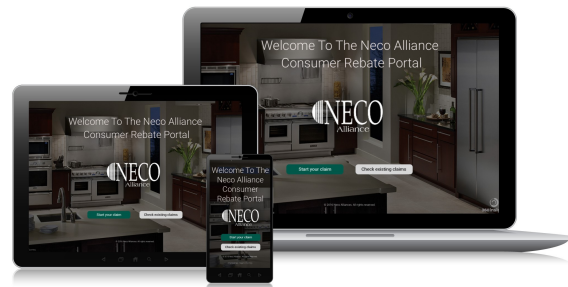 Welcome To The Neco Alliance
Consumer Rebate Portal
NECO
Alliance
Start your claim
Check existing claims
Welcome To The Neco Alliance
Consumer Rebate Portal
NECO
Alliance
Start your claim
Check existing claims
Welcome To The
Neco Alliance
Consumer
Rebate Portal
NECO
Alliance
Start your claim
Check existing claims